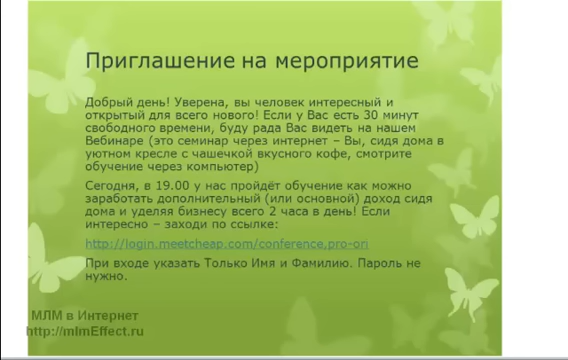 Приглашение на мероприятие
Добрый день! Уверена, вы человек интересный и
открытый для всего нового! Если у Вас есть 30 минут
свободного времени, буду рада Вас видеть на нашем
Вебинаре (это семинар через интернет – Вы, сидя дома в
уютном кресле с чашечкой вкусного кофе, смотрите
обучение через компьютер)
Сегодня, в 19.00 у нас пройдёт обучение как можно
заработать дополнительный (или основной) доход сидя
дома и уделяя бизнесу всего 2 часа в день! Если
интересно – заходи по ссылке:
http://login.meetcheap.com/conference,pro-ori
При входе указать Только Имя и Фамилию. Пароль не
нужно.
МЛМ в Интернет
http://mlmEffect.ru